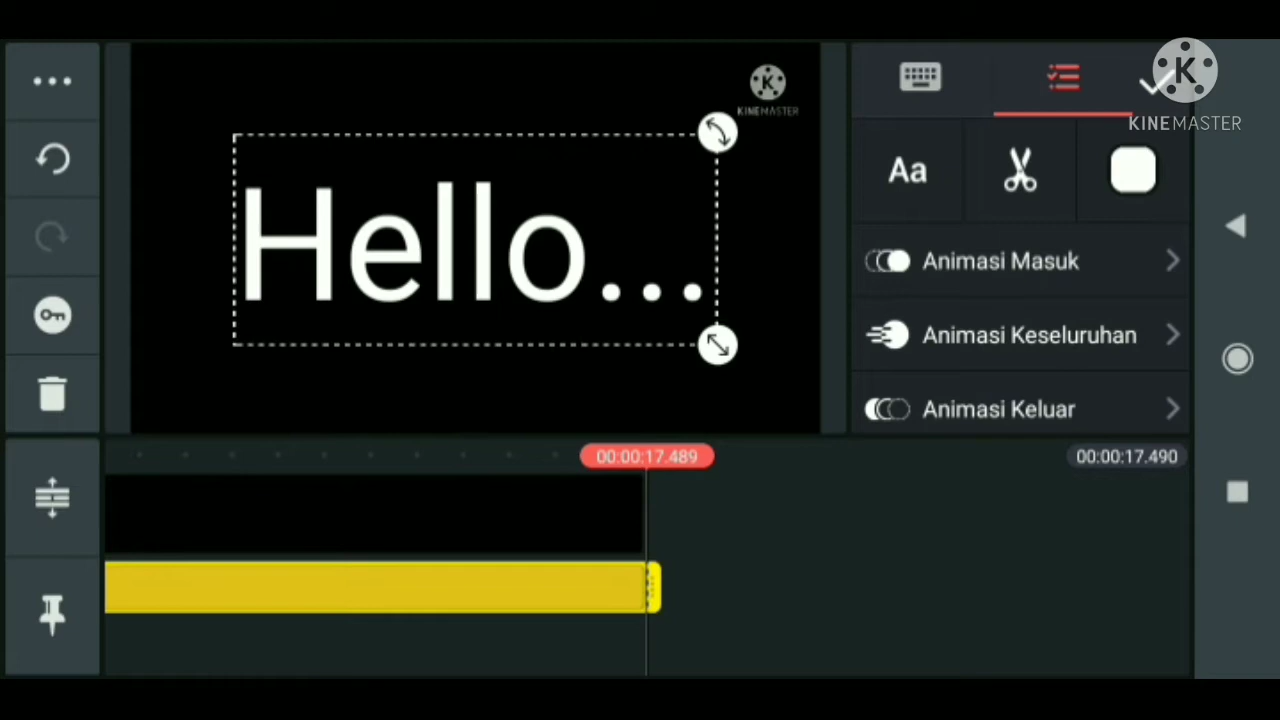 KINEMASTER
Hello...
KINEMASTER
Aa
Animasi Masuk
Animasi Keseluruhan
Animasi Keluar
00:00:17.489
00:00:17.490